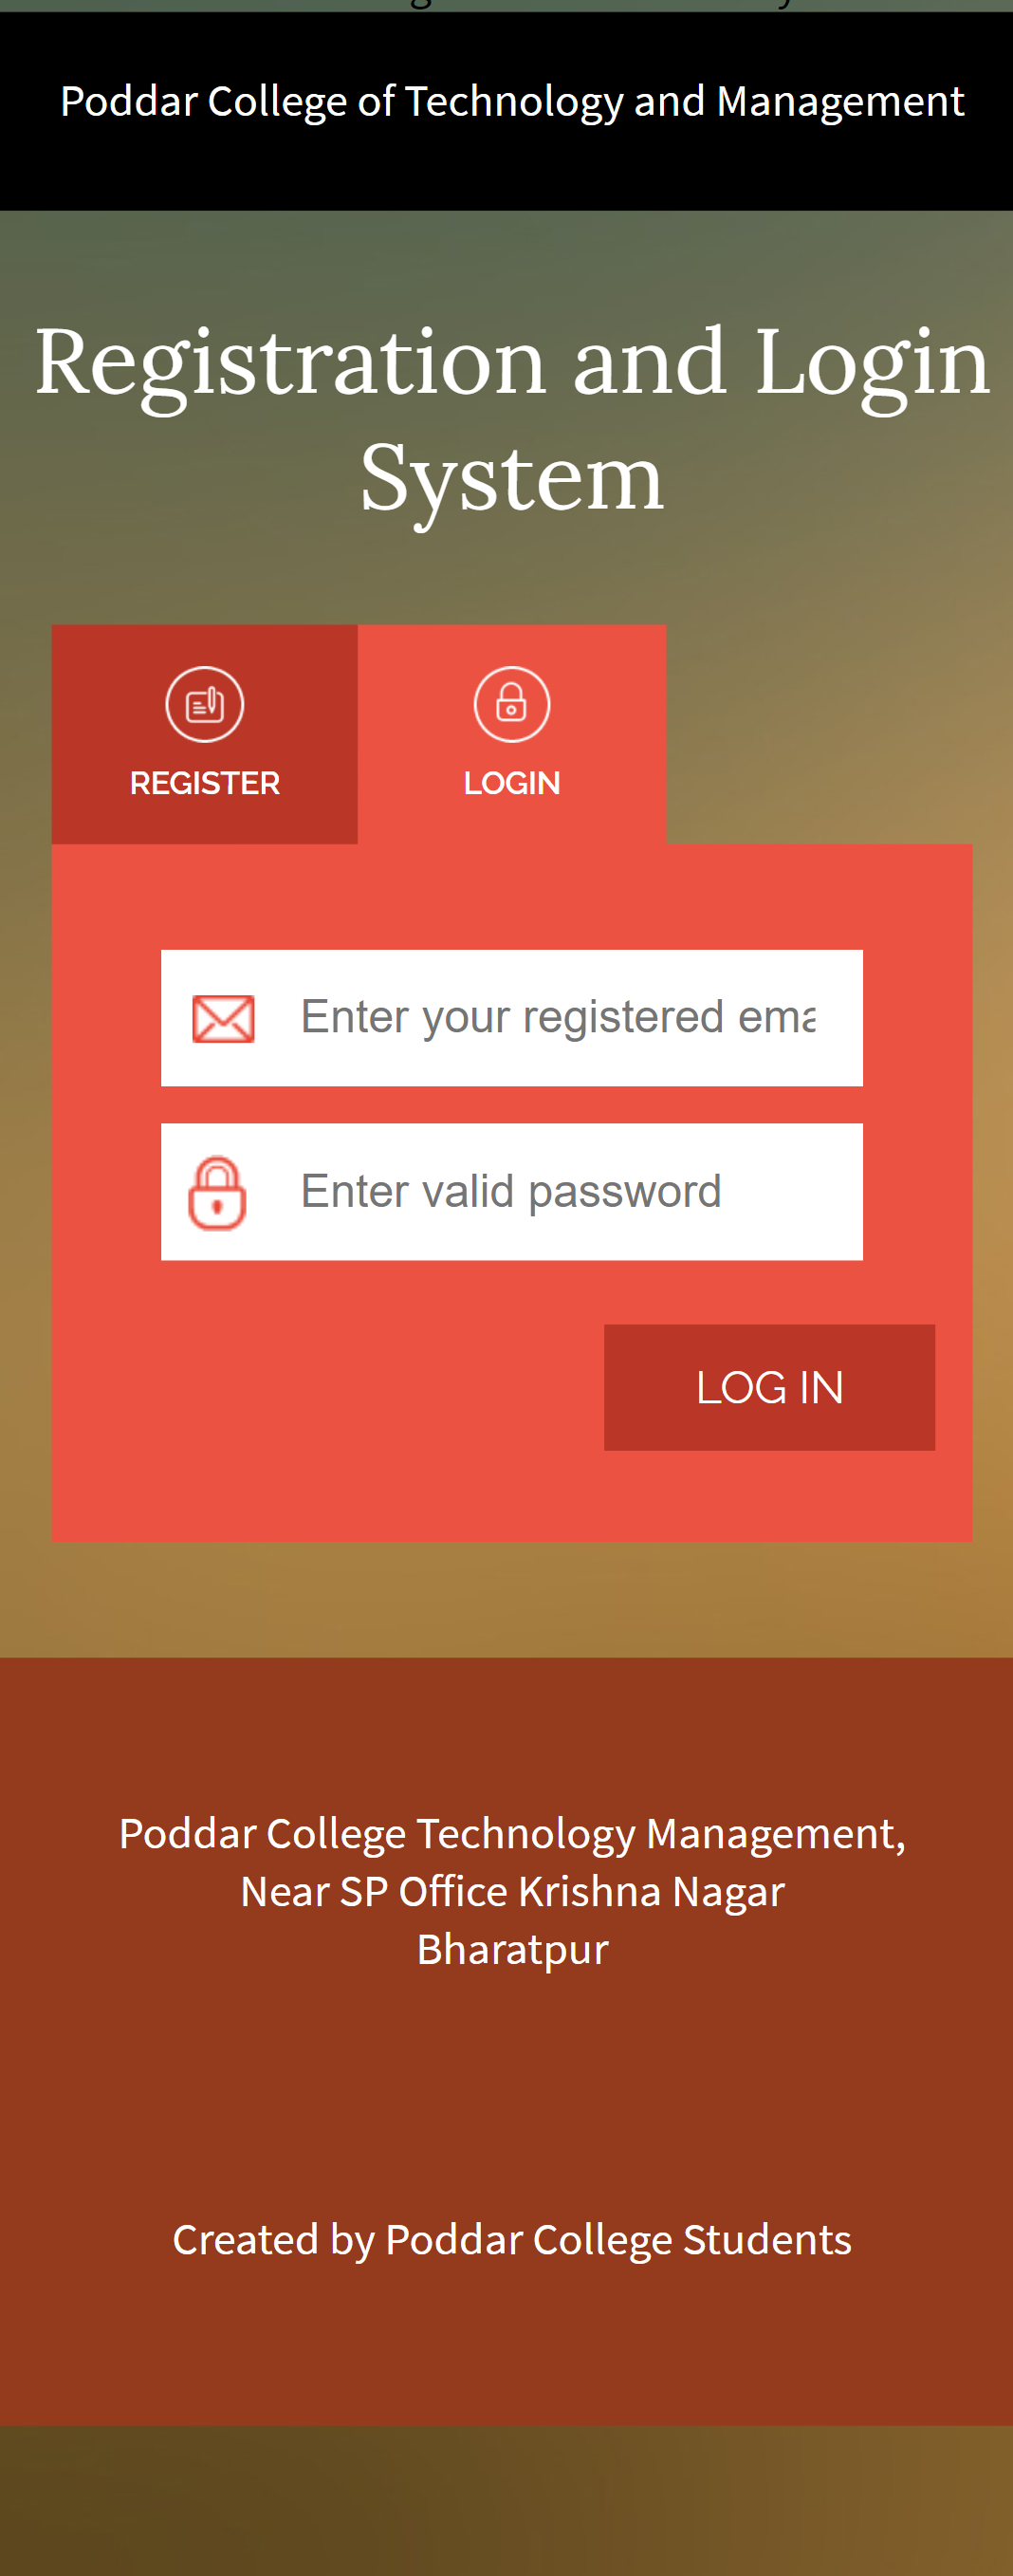 Poddar College of Technology and Management
Registration and Login
System
REGISTER
LOGIN
Enter your registered
Enter valid password
LOG IN
Poddar College Technology Management,
Near SP Office Krishna Nagar
Bharatpur
Created by Poddar College Students